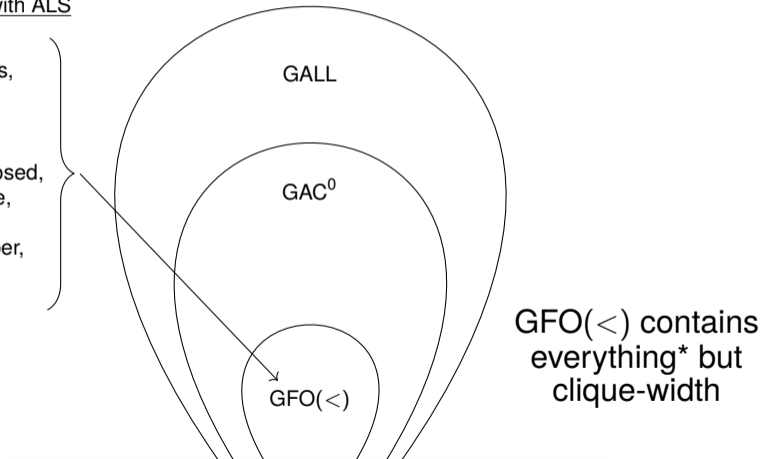 with ALS
GALL
s,
GAC⁰
osed,
e,
er,
GFO(<) contains
everything* but
clique-width
GFO(<)